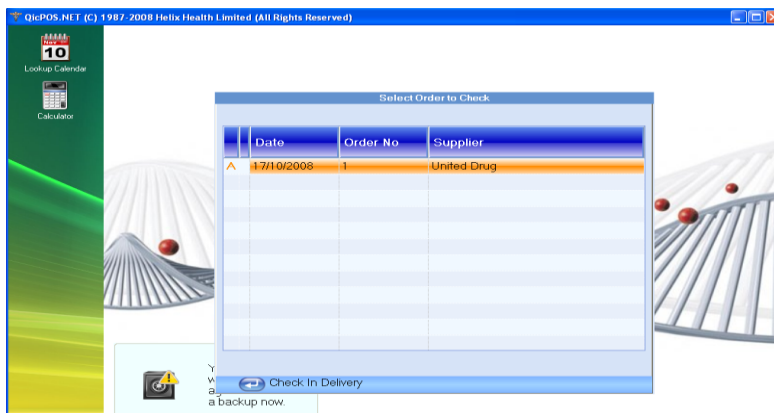 QicPOS.NET (C) 1987-2008 Helix Health Limited (All Rights Reserved)
Nov
10
Lookup Calendar
Calculator
Select Order to Check
Date Order No Supplier
17/10/2008 1 United Drug
Check In Delivery
a backup now.